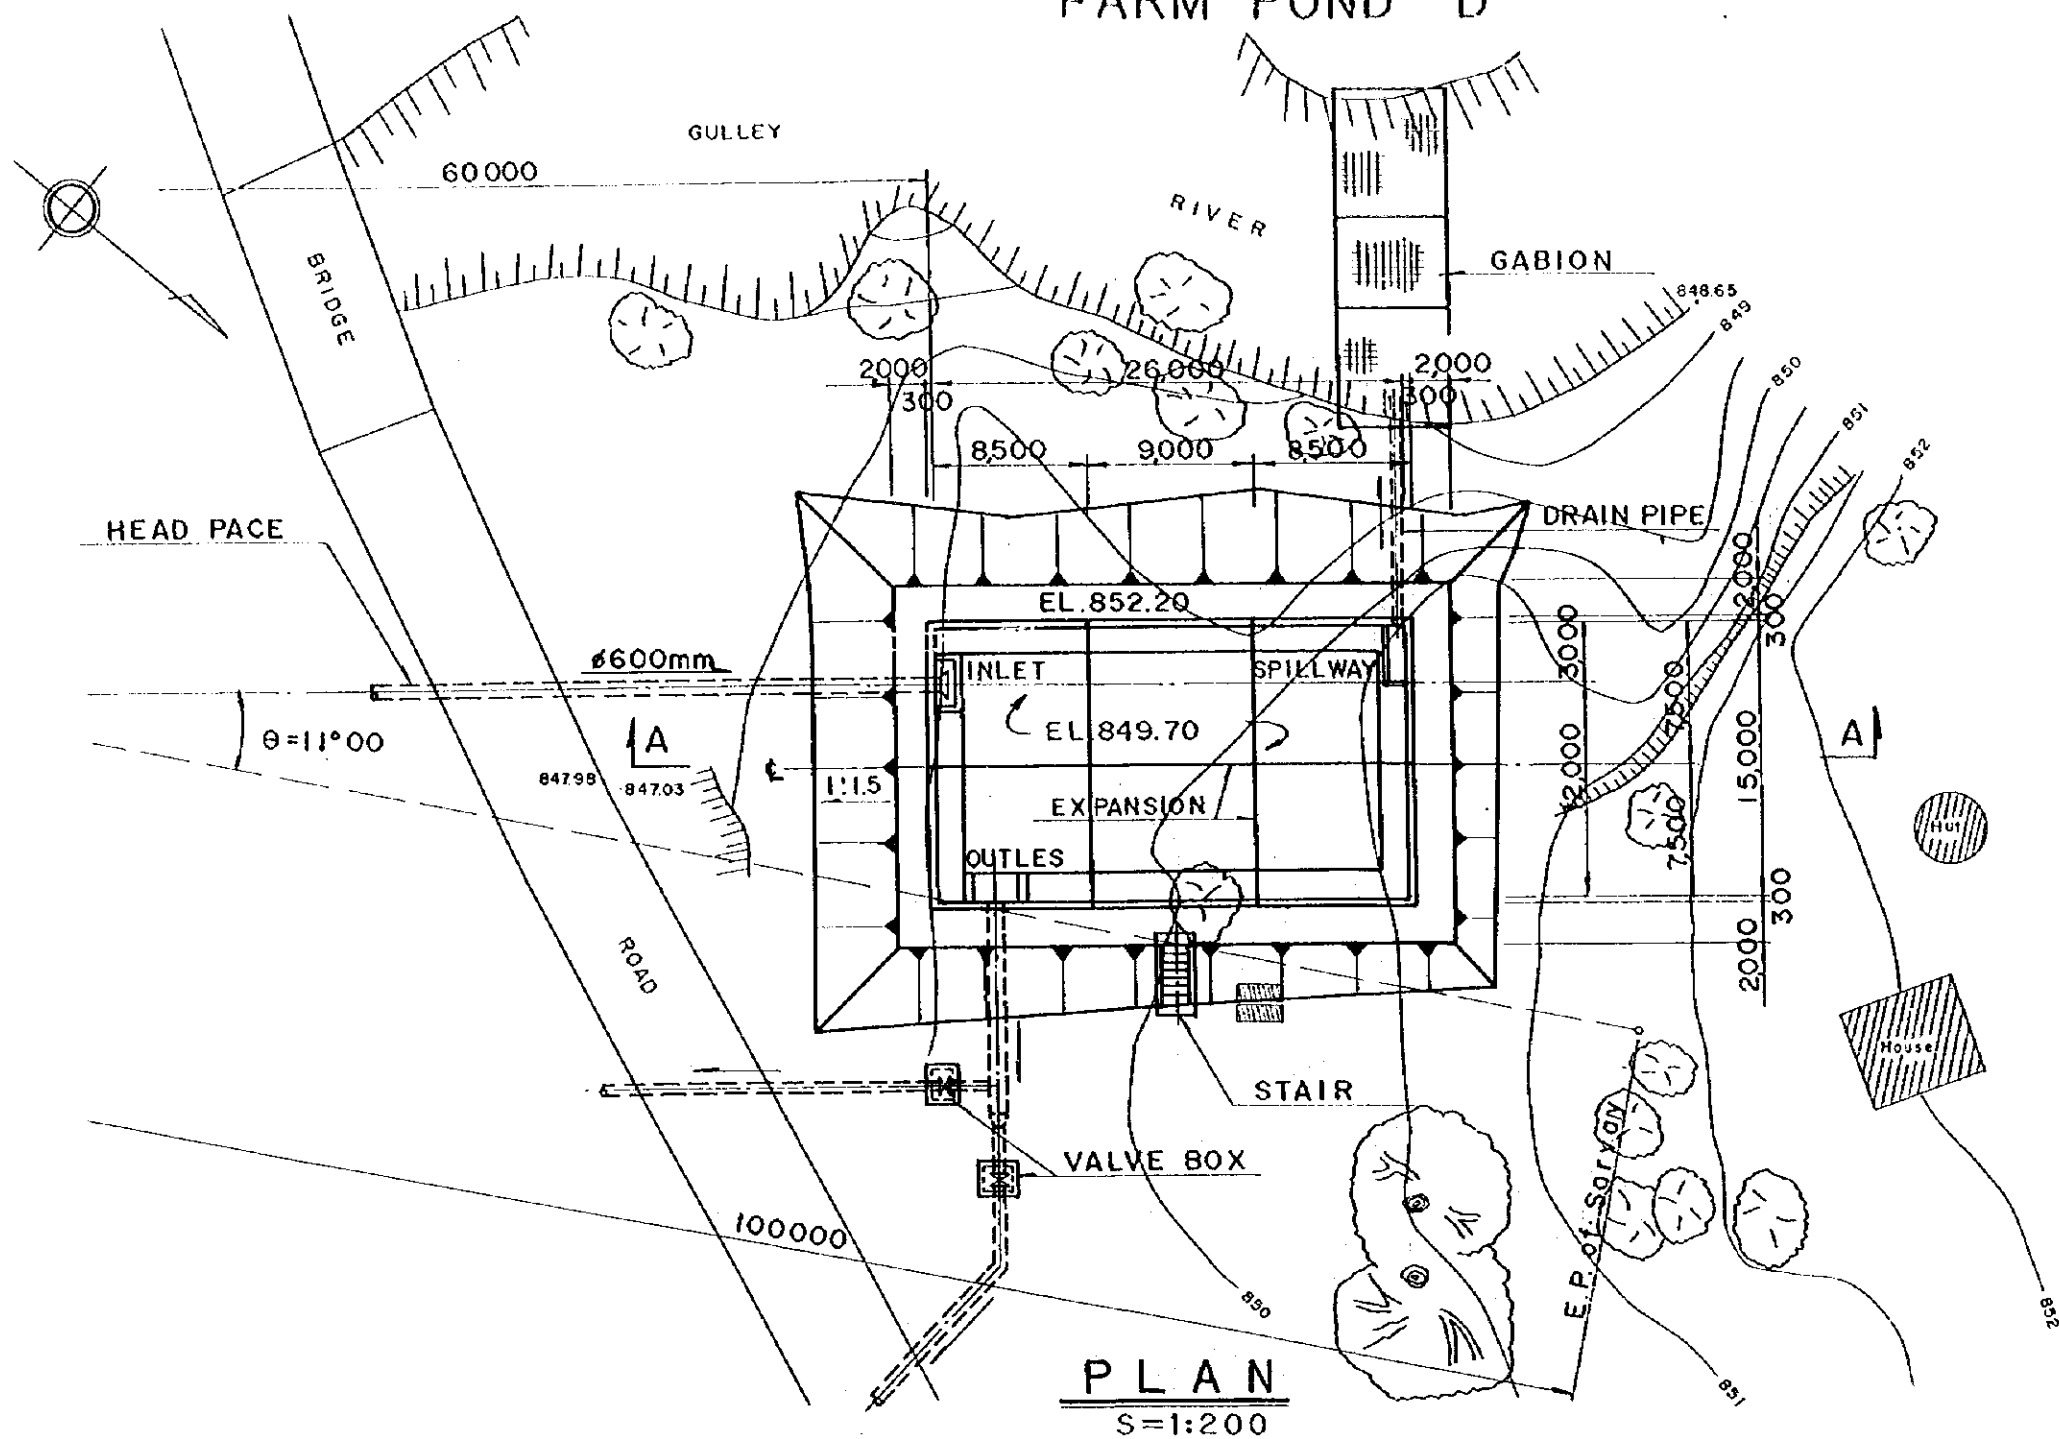 FARM POND D
GULLEY
60000
RIVER
BRIDGE
GABION
848.65
849
2000
26,000
2,000
300
300
850
851
852
8,500
9,000
8,500
HEAD PACE
DRAIN PIPE
EL.852.20
2000
300
3000
ø600mm
INLET
SPILLWAY
7,500
EL.849.70
θ=11°00
A
A
12,000
15,000
847.98
847.03
℄
1:1.5
EXPANSION
Hut
7,500
OUTLES
300
2000
ROAD
House
STAIR
E.P. of Soryon
VALVE BOX
100000
850
852
851
PLAN
S=1:200